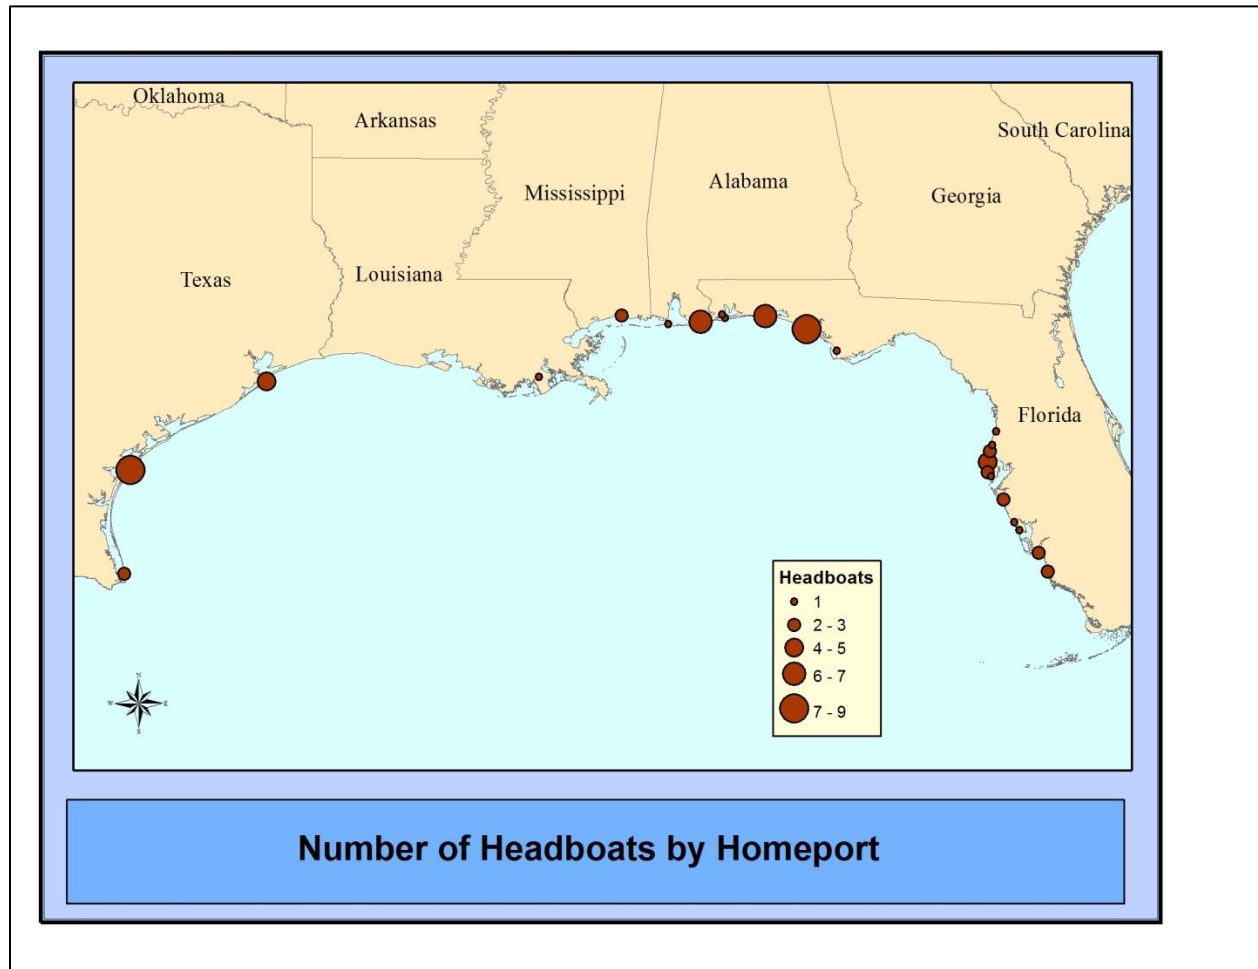 Oklahoma
Arkansas
South Carolina
Mississippi
Alabama
Georgia
Texas
Louisiana
Florida
Headboats
1
2 - 3
4 - 5
6 - 7
7 - 9
N
W E
S
Number of Headboats by Homeport